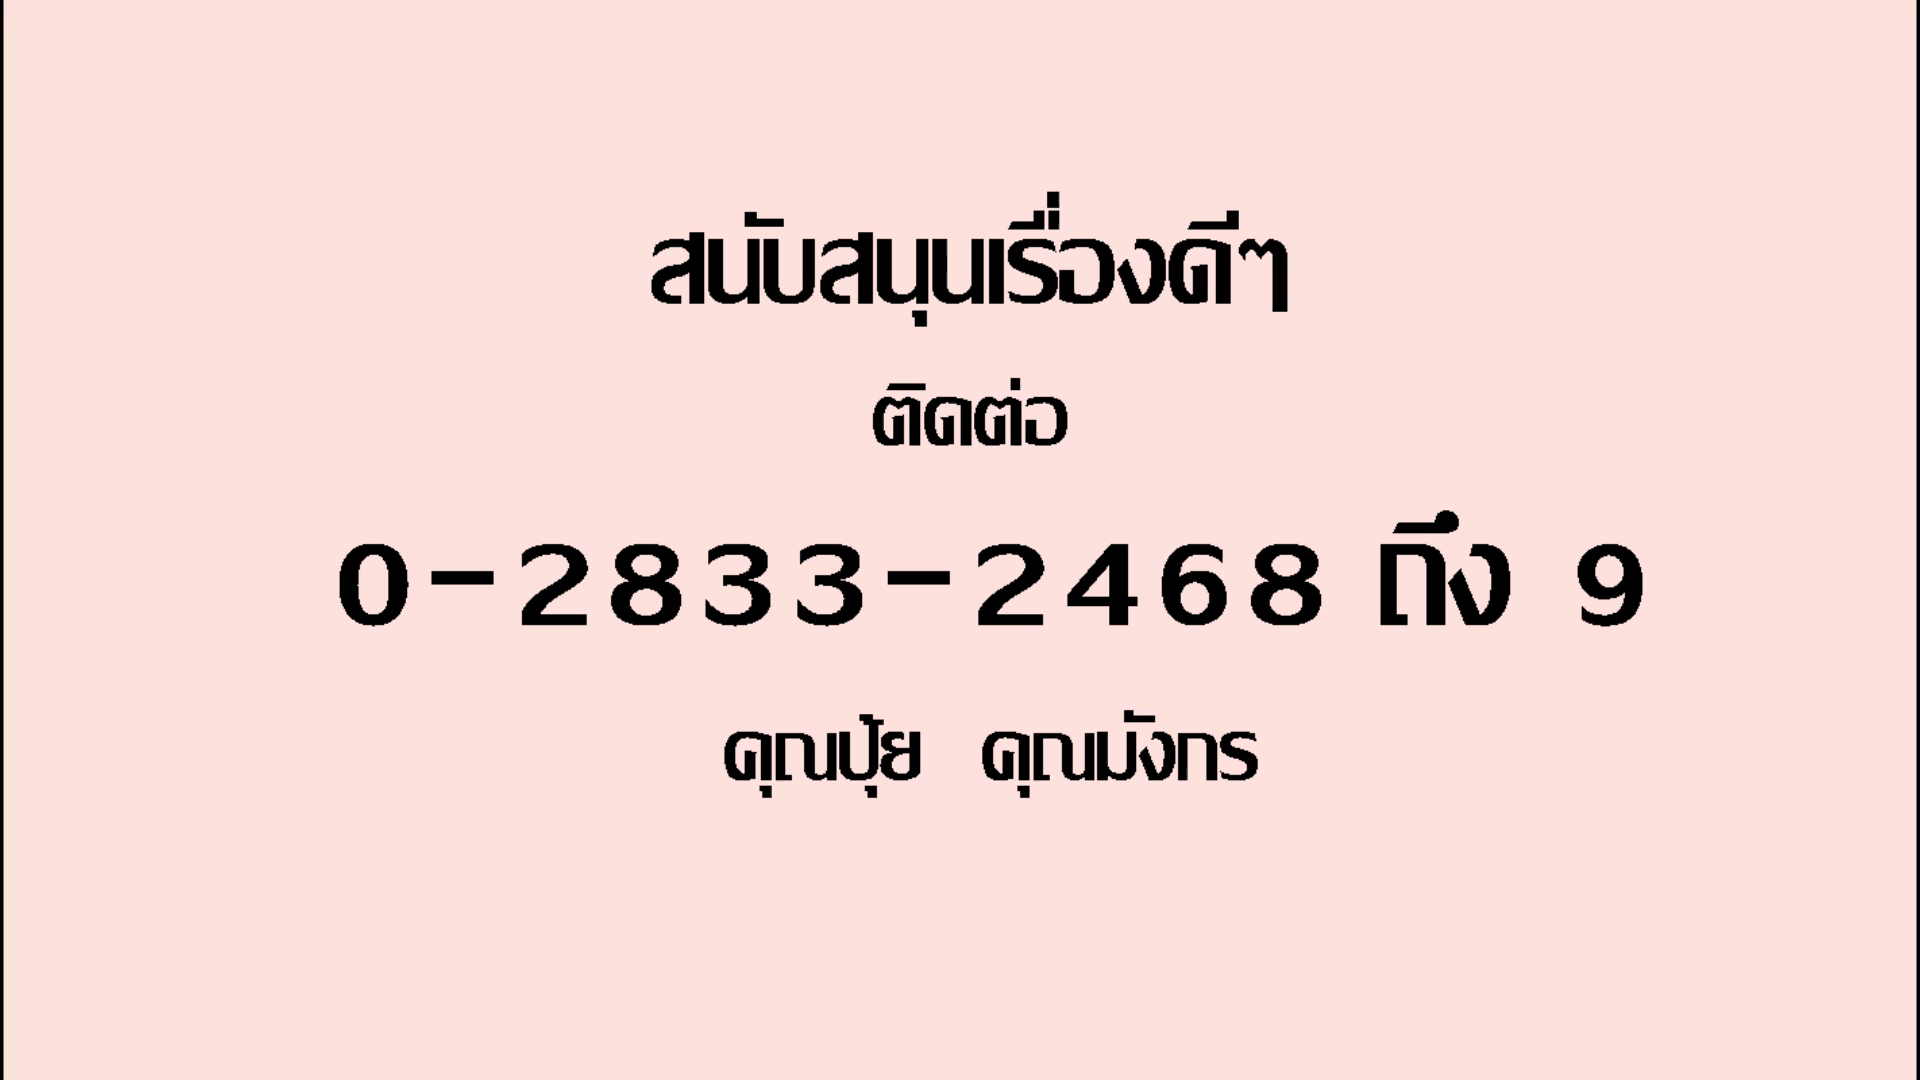 สนับสนุนเรื่องดีๆ
ติดต่อ
0-2833-2468 ถึง 9
คุณปุ้ย คุณมังกร